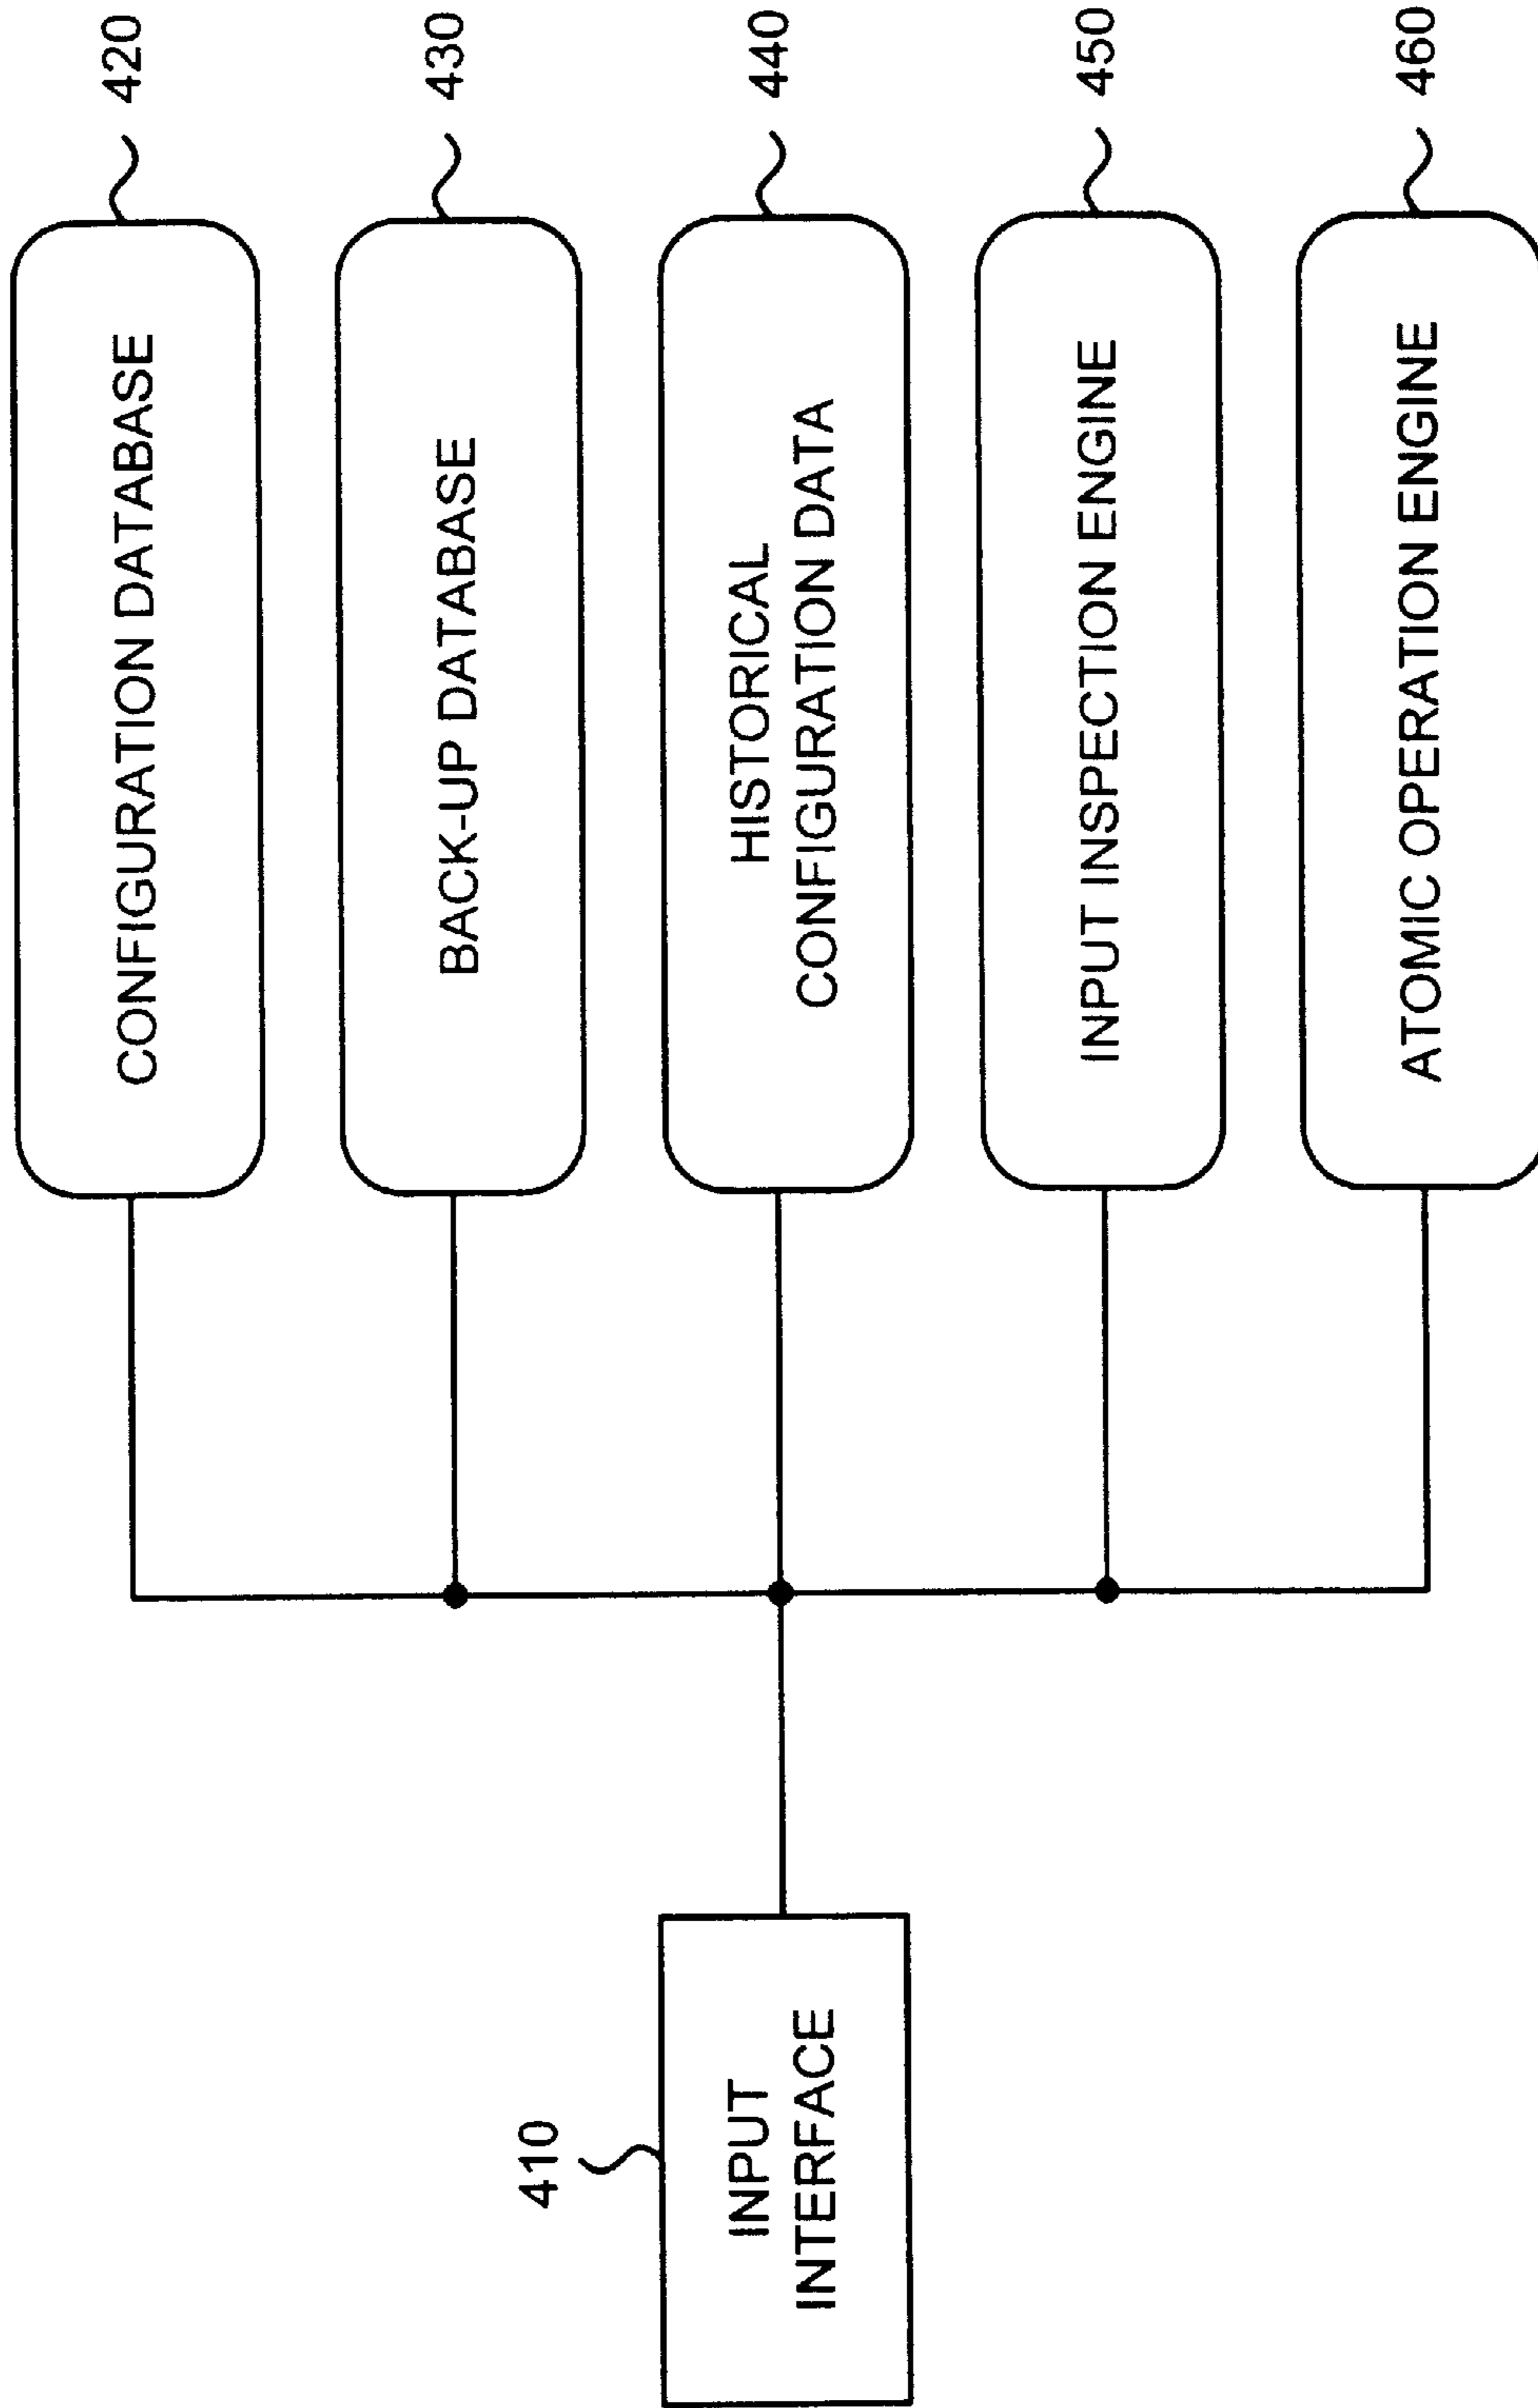 410
INPUT
INTERFACE
CONFIGURATION DATABASE
420
BACK-UP DATABASE
430
HISTORICAL
CONFIGURATION DATA
440
INPUT INSPECTION ENGINE
450
ATOMIC OPERATION ENGINE
460